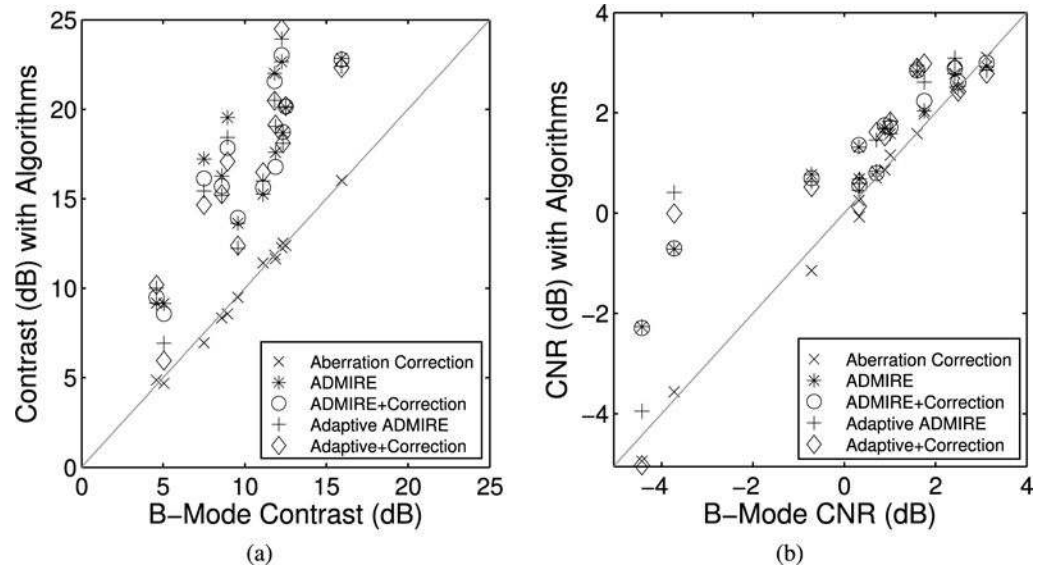 Contrast (dB) with Algorithms
25
20
15
10
5
0
Aberration Correction
ADMIRE
ADMIRE+Correction
Adaptive ADMIRE
Adaptive+Correction
0 5 10 15 20 25
B-Mode Contrast (dB)
(a)
CNR (dB) with Algorithms
4
2
0
-2
-4
Aberration Correction
ADMIRE
ADMIRE+Correction
Adaptive ADMIRE
Adaptive+Correction
-4 -2 0 2 4
B-Mode CNR (dB)
(b)